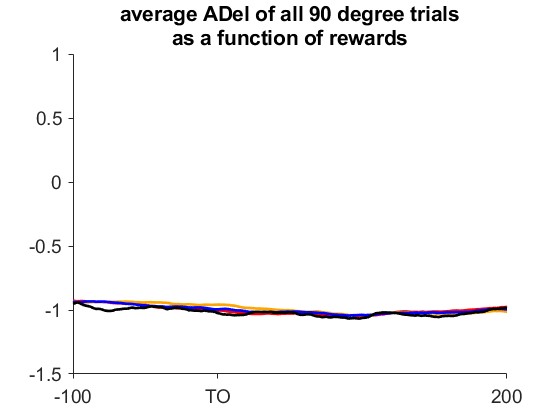 average ADel of all 90 degree trials
as a function of rewards
1
0.5
0
-0.5
-1
-1.5
-100 TO 200